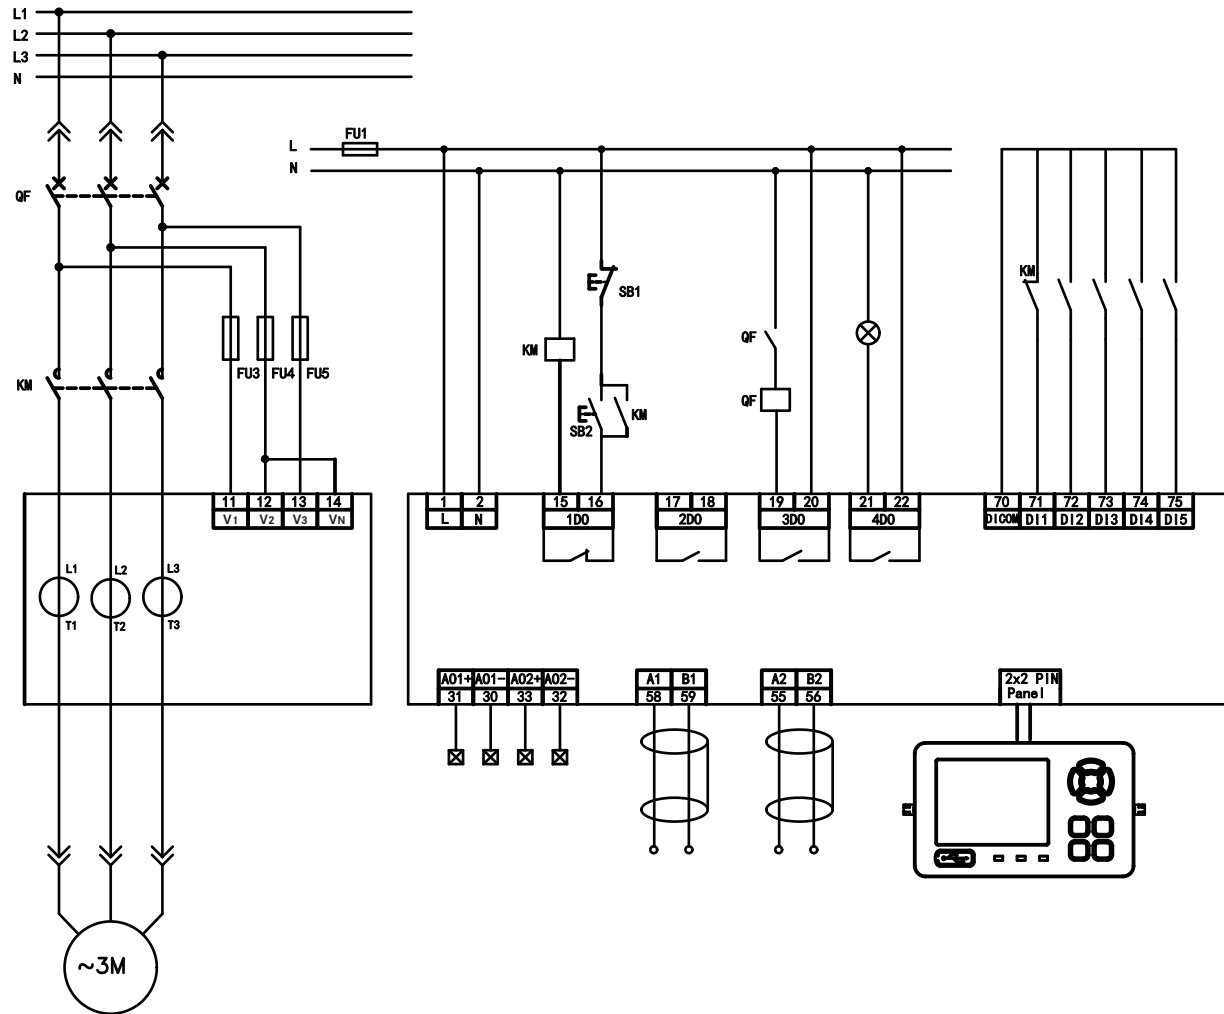 L1
L2
L3
N
FU1
L
N
QF
KM
SB1
KM
QF
FU3 FU4 FU5
KM
QF
SB2
KM
11 12 13 14
V1 V2 V3 VN
1 2 15 16 17 18 19 20 21 22 70 71 72 73 74 75
L N 1DO 2DO 3DO 4DO DICOM DI1 DI2 DI3 DI4 DI5
L1 L2 L3
T1 T2 T3
AO1+ AO1- AO2+ AO2- A1 B1 A2 B2 2x2 PIN
31 30 33 32 58 59 55 56 Panel
~3M